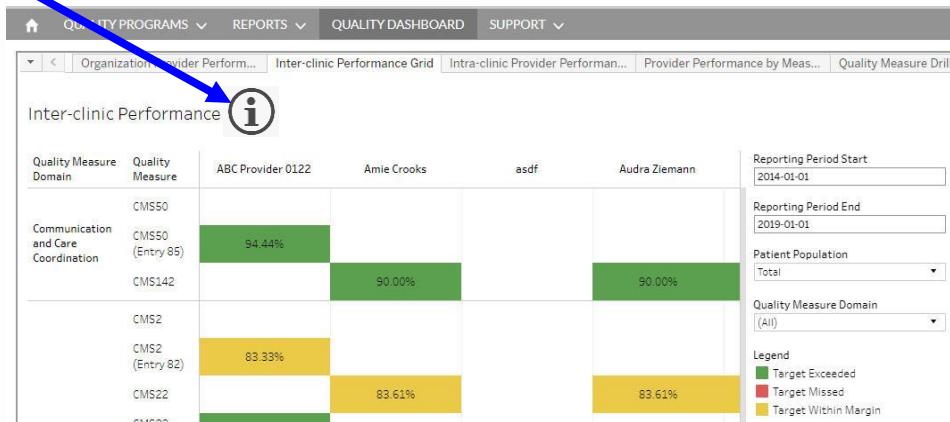 QUALITY PROGRAMS REPORTS QUALITY DASHBOARD SUPPORT
Organization Provider Perform... Inter-clinic Performance Grid Intra-clinic Provider Performan... Provider Performance by Meas... Quality Measure Dril
Inter-clinic Performance i
Quality Measure Domain Quality Measure ABC Provider 0122 Amie Crooks asdf Audra Ziemann
Communication and Care Coordination
CMS50
CMS50 (Entry 85) 94.44%
CMS142 90.00% 90.00%
CMS2
CMS2 (Entry 82) 83.33%
CMS22 83.61% 83.61%
Reporting Period Start
2014-01-01
Reporting Period End
2019-01-01
Patient Population
Total
Quality Measure Domain
(All)
Legend
Target Exceeded
Target Missed
Target Within Margin